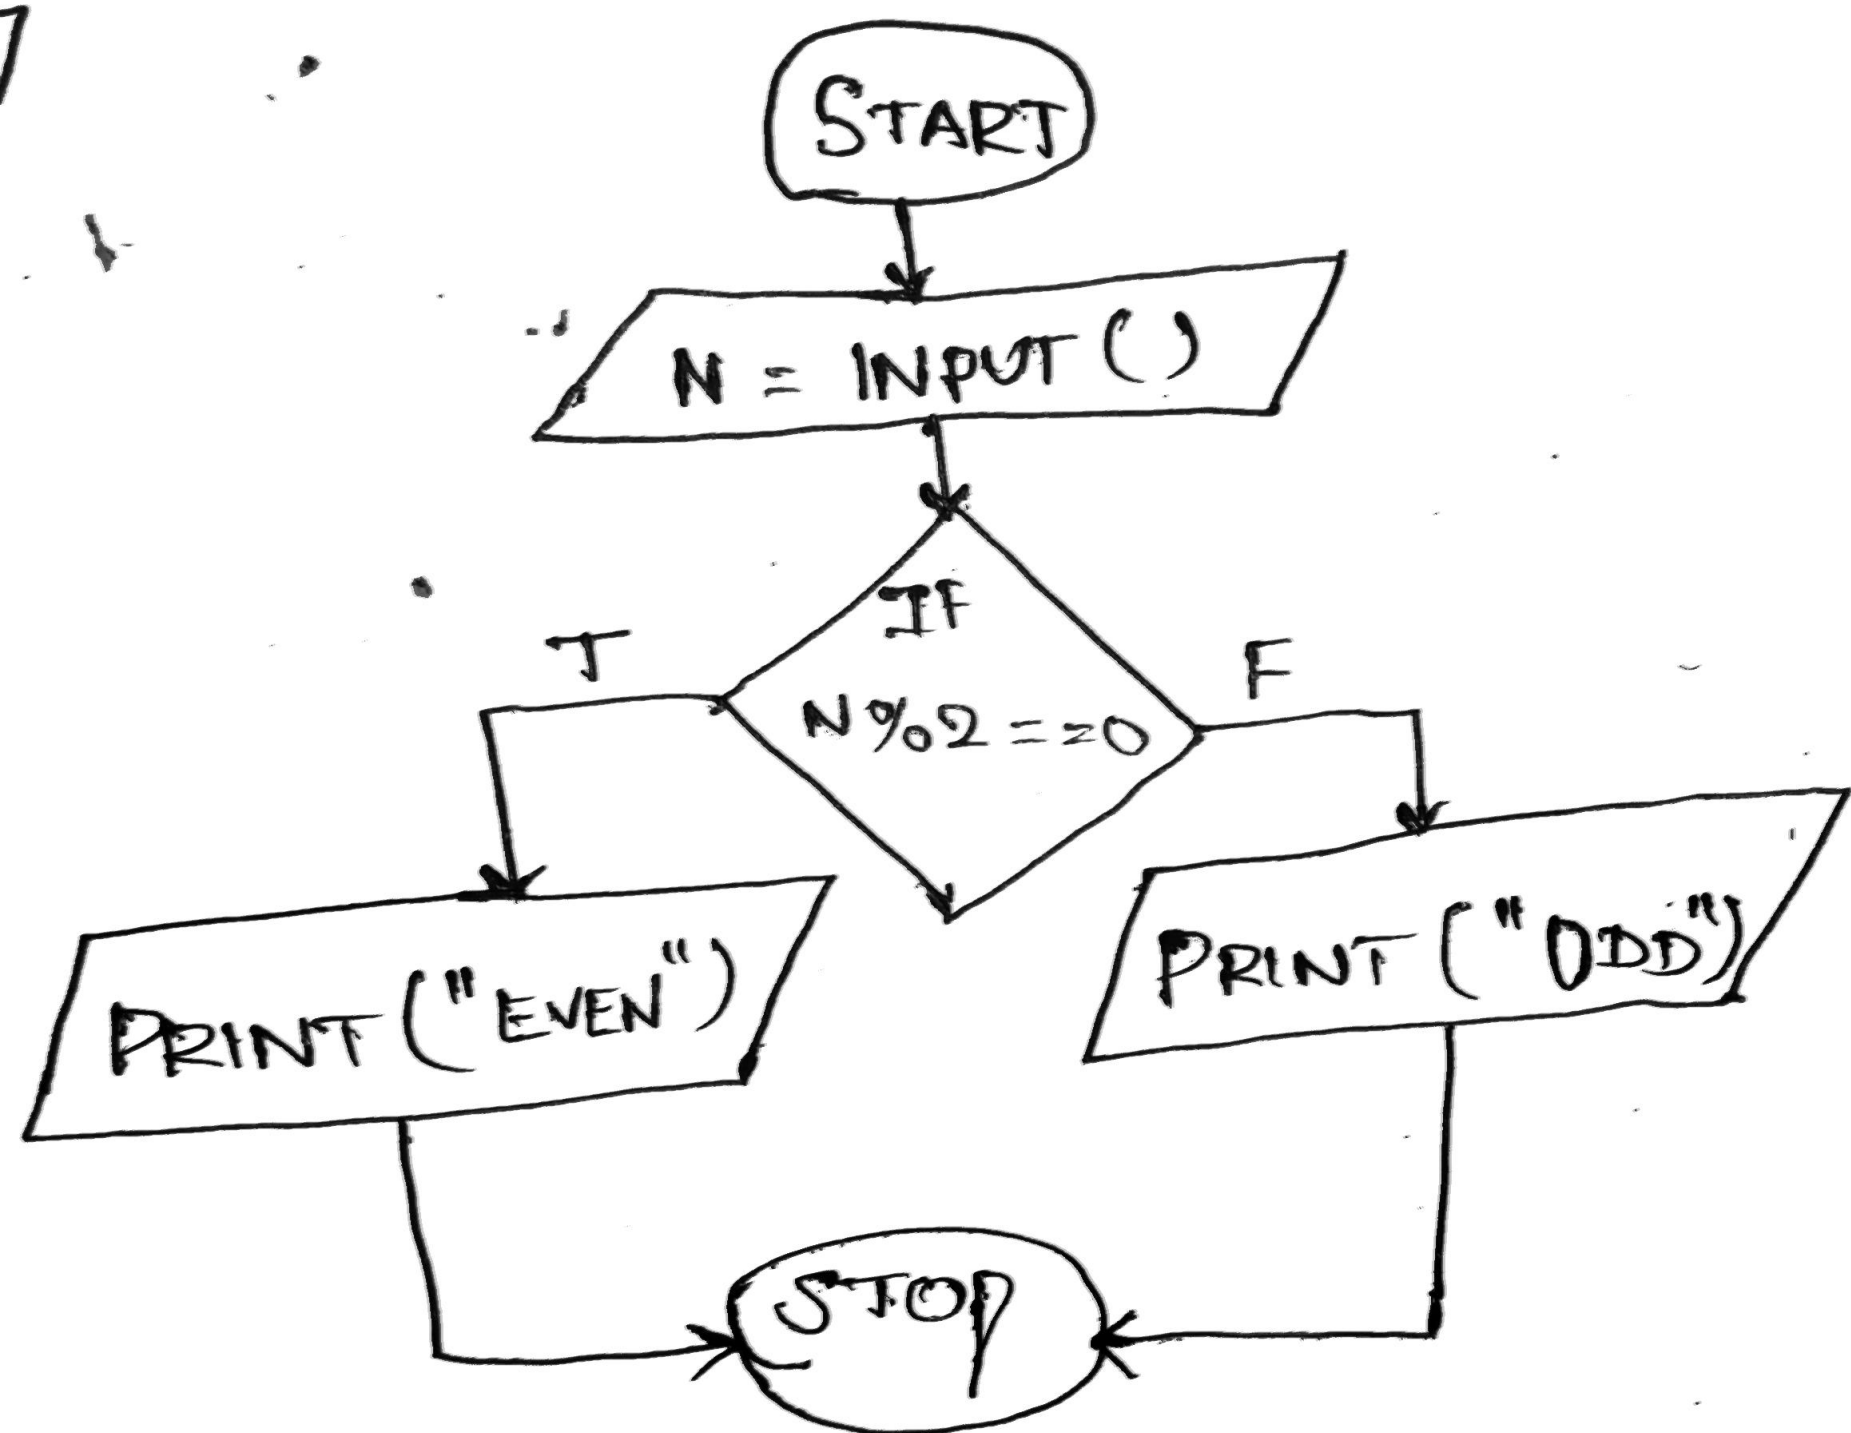 START
N = INPUT ()
IF
T
F
N%2 ==0
PRINT ("EVEN")
PRINT ("ODD")
STOP